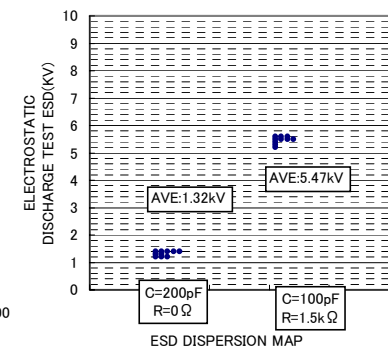 ELECTROSTATIC
DISCHARGE TEST ESD(KV)
10
9
8
7
6
5
4
3
2
1
0
AVE:1.32kV
AVE:5.47kV
C=200pF
R=0Ω
C=100pF
R=1.5kΩ
00
ESD DISPERSION MAP